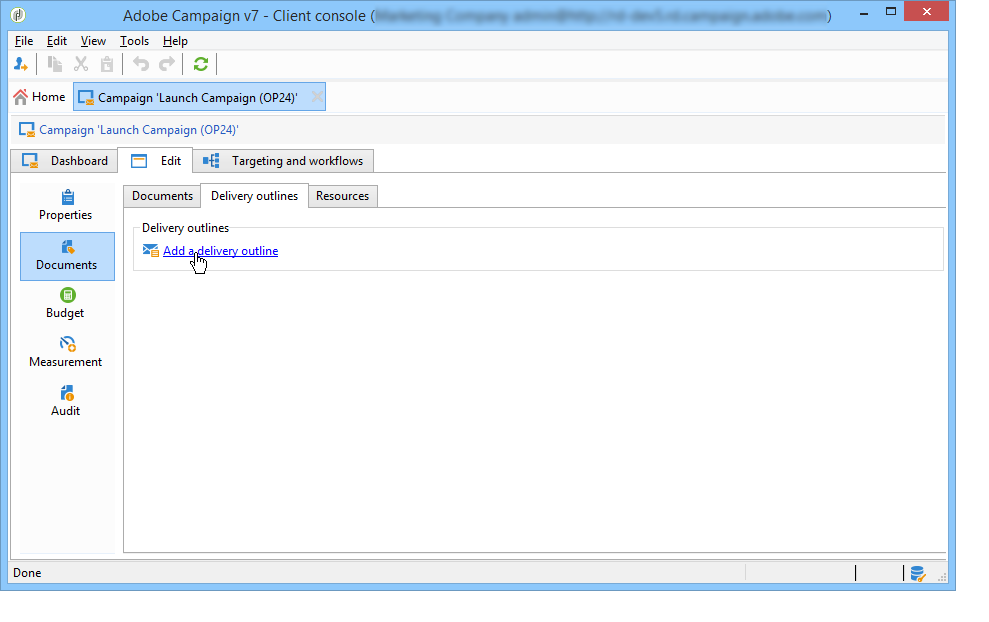 Adobe Campaign v7 - Client console (
File Edit View Tools Help
Home Campaign 'Launch Campaign (OP24)'
Campaign 'Launch Campaign (OP24)'
Dashboard Edit Targeting and workflows
Properties
Documents
Budget
Measurement
Audit
Documents Delivery outlines Resources
Delivery outlines
Add a delivery outline
Done